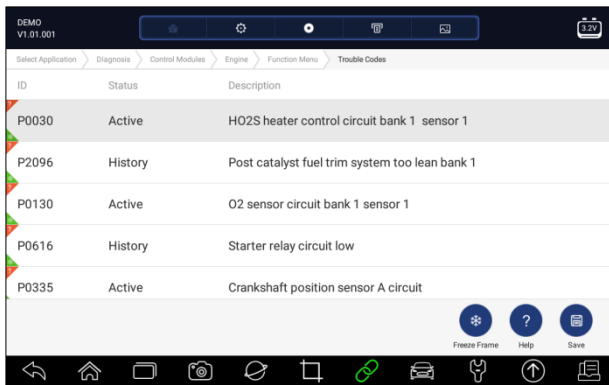 DEMO
V1.01.001
3.2V
Select Application Diagnosis Control Modules Engine Function Menu Trouble Codes
ID Status Description
P0030 Active HO2S heater control circuit bank 1 sensor 1
P2096 History Post catalyst fuel trim system too lean bank 1
P0130 Active O2 sensor circuit bank 1 sensor 1
P0616 History Starter relay circuit low
P0335 Active Crankshaft position sensor A circuit
Freeze Frame Help Save